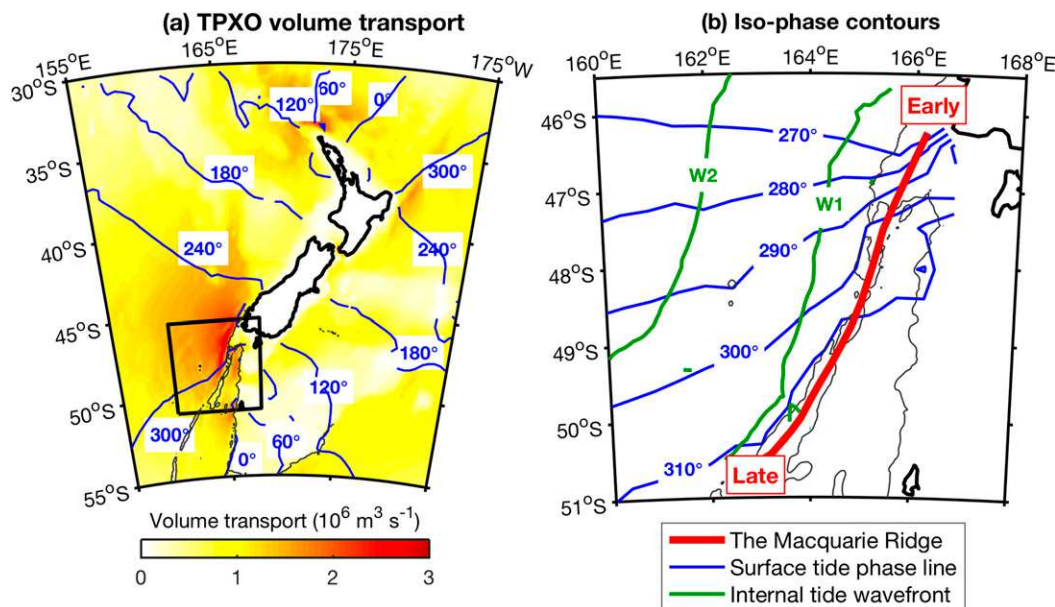 (a) TPXO volume transport
155°E
165°E
175°E
175°W
30°S
35°S
40°S
45°S
50°S
55°S
120°
60°
0°
180°
300°
240°
240°
180°
120°
300°
60°
0°
Volume transport (10⁶ m³ s⁻¹)
0 1 2 3
(b) Iso-phase contours
160°E 162°E 164°E 166°E 168°E
46°S
47°S
48°S
49°S
50°S
51°S
Early
270°
280°
W2
W1
290°
300°
310°
Late
The Macquarie Ridge
Surface tide phase line
Internal tide wavefront